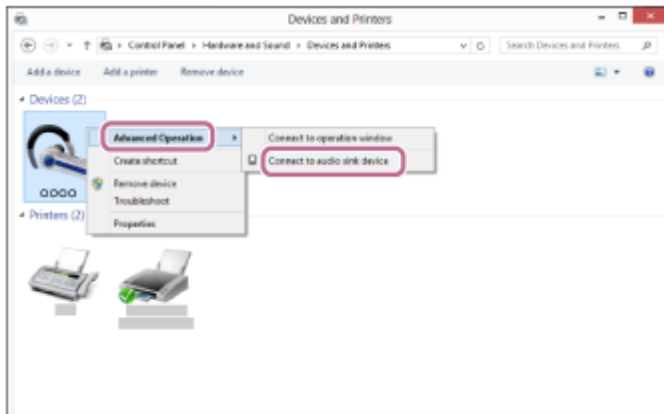 Devices and Printers
Control Panel › Hardware and Sound › Devices and Printers
Search Devices and Printers
Add a device Add a printer Remove device
Devices (2)
Advanced Operation
Connect to operation window
Create shortcut
Connect to audio sink device
Remove device
Troubleshoot
Properties
Printers (2)